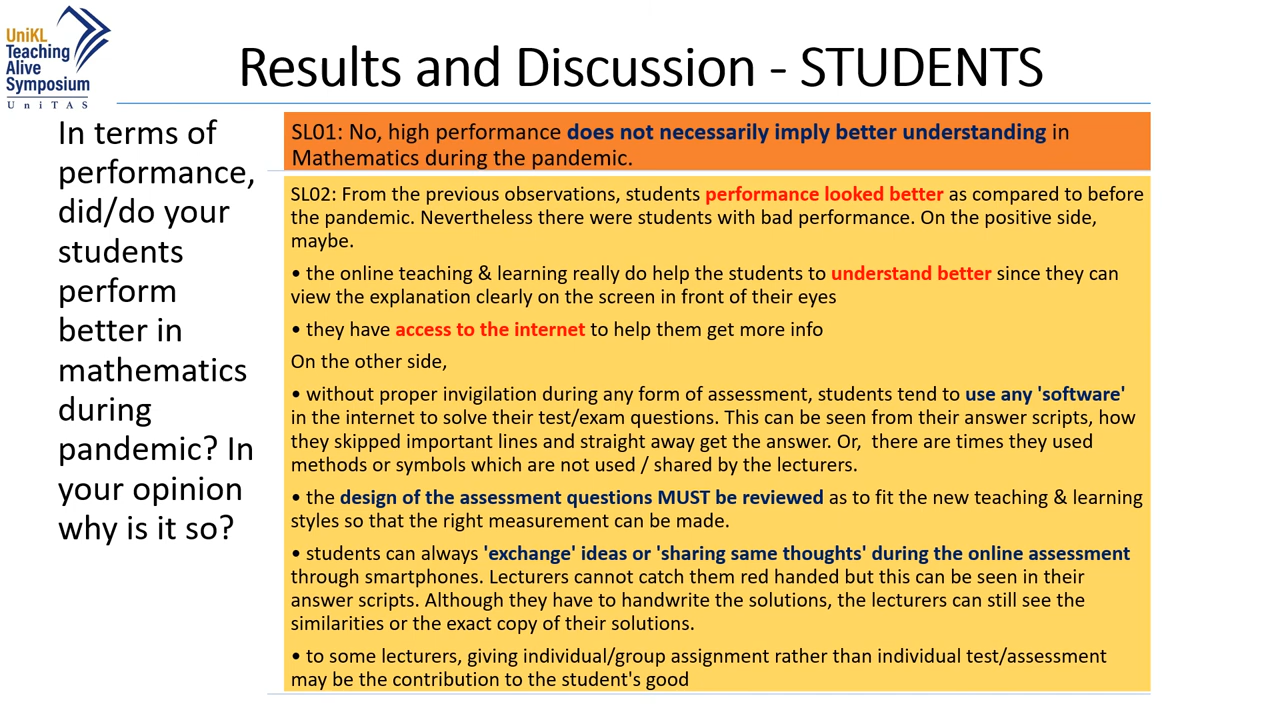 UniKL
Teaching
Alive
Symposium
UniTAS
Results and Discussion - STUDENTS
In terms of
performance,
did/do your
students
perform
better in
mathematics
during
pandemic? In
your opinion
why is it so?
SL01: No, high performance does not necessarily imply better understanding in
Mathematics during the pandemic.
SL02: From the previous observations, students performance looked better as compared to before
the pandemic. Nevertheless there were students with bad performance. On the positive side,
maybe.
• the online teaching & learning really do help the students to understand better since they can
view the explanation clearly on the screen in front of their eyes
• they have access to the internet to help them get more info
On the other side,
• without proper invigilation during any form of assessment, students tend to use any 'software'
in the internet to solve their test/exam questions. This can be seen from their answer scripts, how
they skipped important lines and straight away get the answer. Or, there are times they used
methods or symbols which are not used / shared by the lecturers.
• the design of the assessment questions MUST be reviewed as to fit the new teaching & learning
styles so that the right measurement can be made.
• students can always 'exchange' ideas or 'sharing same thoughts' during the online assessment
through smartphones. Lecturers cannot catch them red handed but this can be seen in their
answer scripts. Although they have to handwrite the solutions, the lecturers can still see the
similarities or the exact copy of their solutions.
• to some lecturers, giving individual/group assignment rather than individual test/assessment
may be the contribution to the student's good